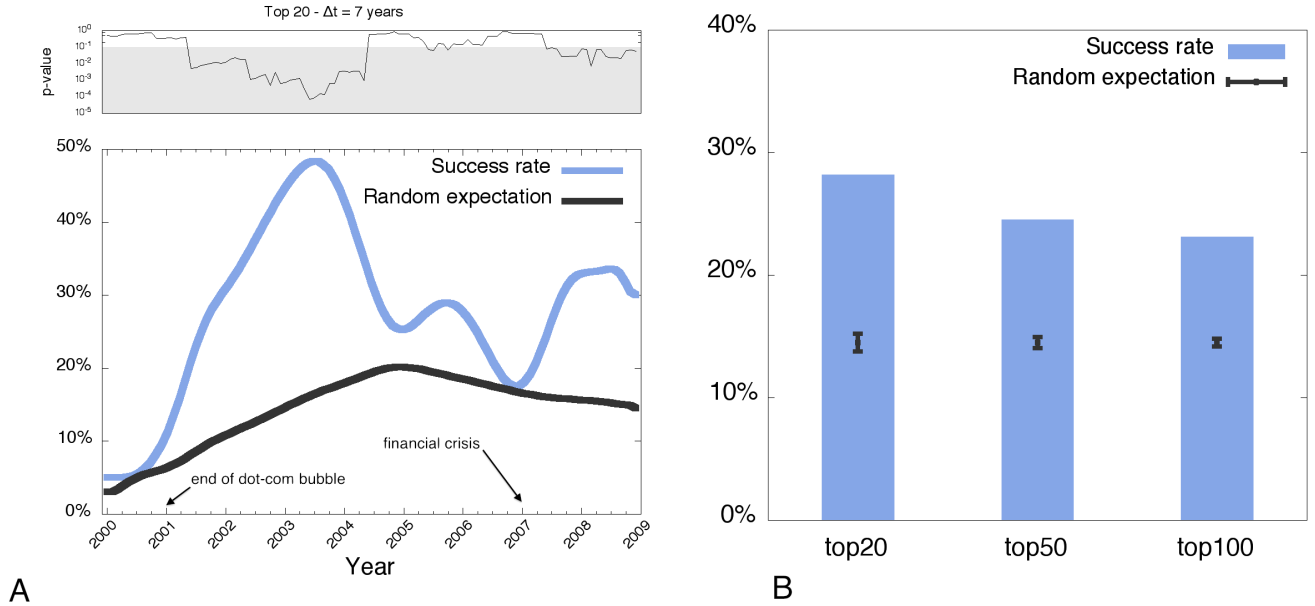 Top 20 - Δt = 7 years
p-value
10^0
10^-1
10^-2
10^-3
10^-4
10^-5
50%
40%
30%
20%
10%
0%
Success rate
Random expectation
financial crisis
end of dot-com bubble
2000 2001 2002 2003 2004 2005 2006 2007 2008 2009
Year
A
40%
30%
20%
10%
0%
Success rate
Random expectation
top20 top50 top100
B